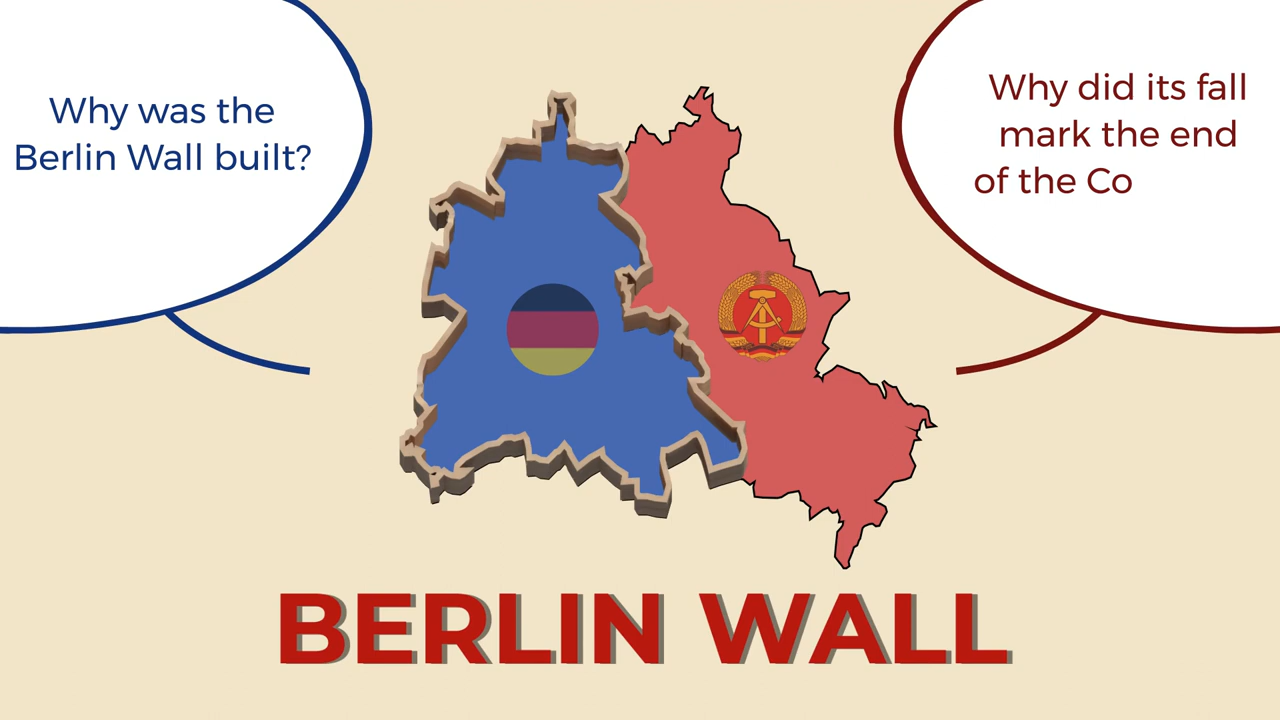 Why was the
Berlin Wall built?
Why did its fall
mark the end
of the Co
BERLIN WALL